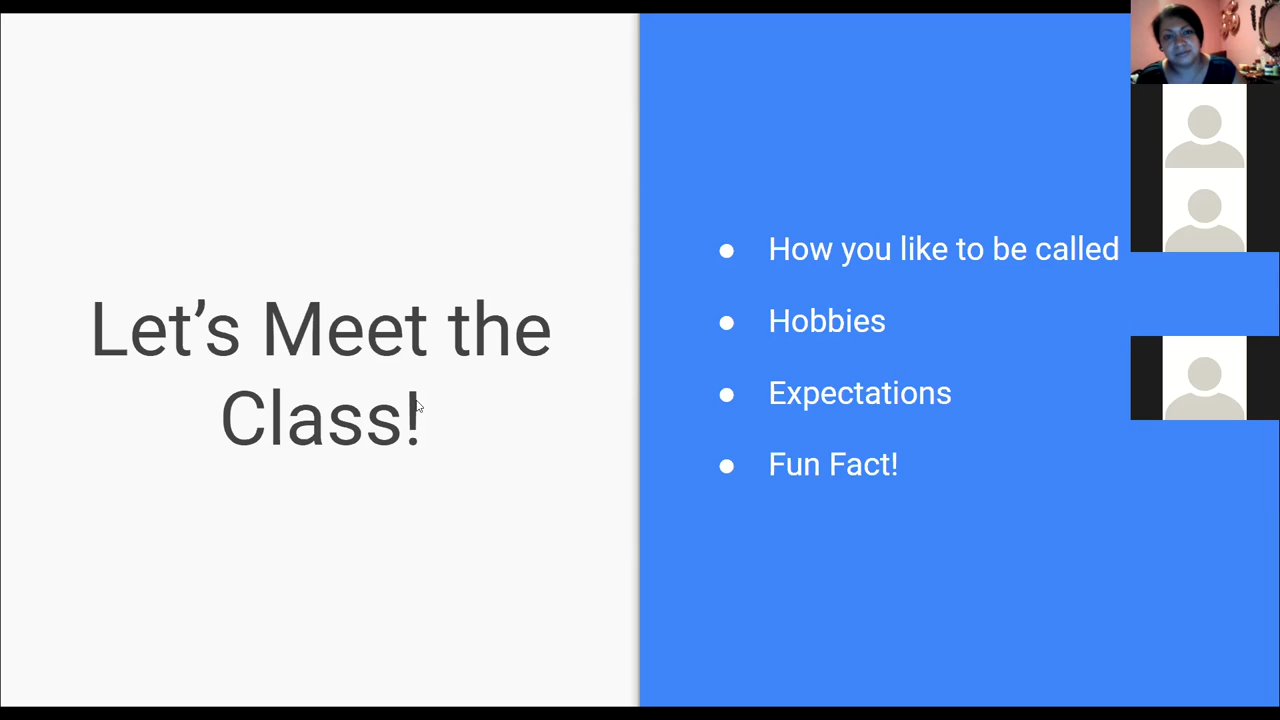 Let’s Meet the
Class!
How you like to be called
Hobbies
Expectations
Fun Fact!